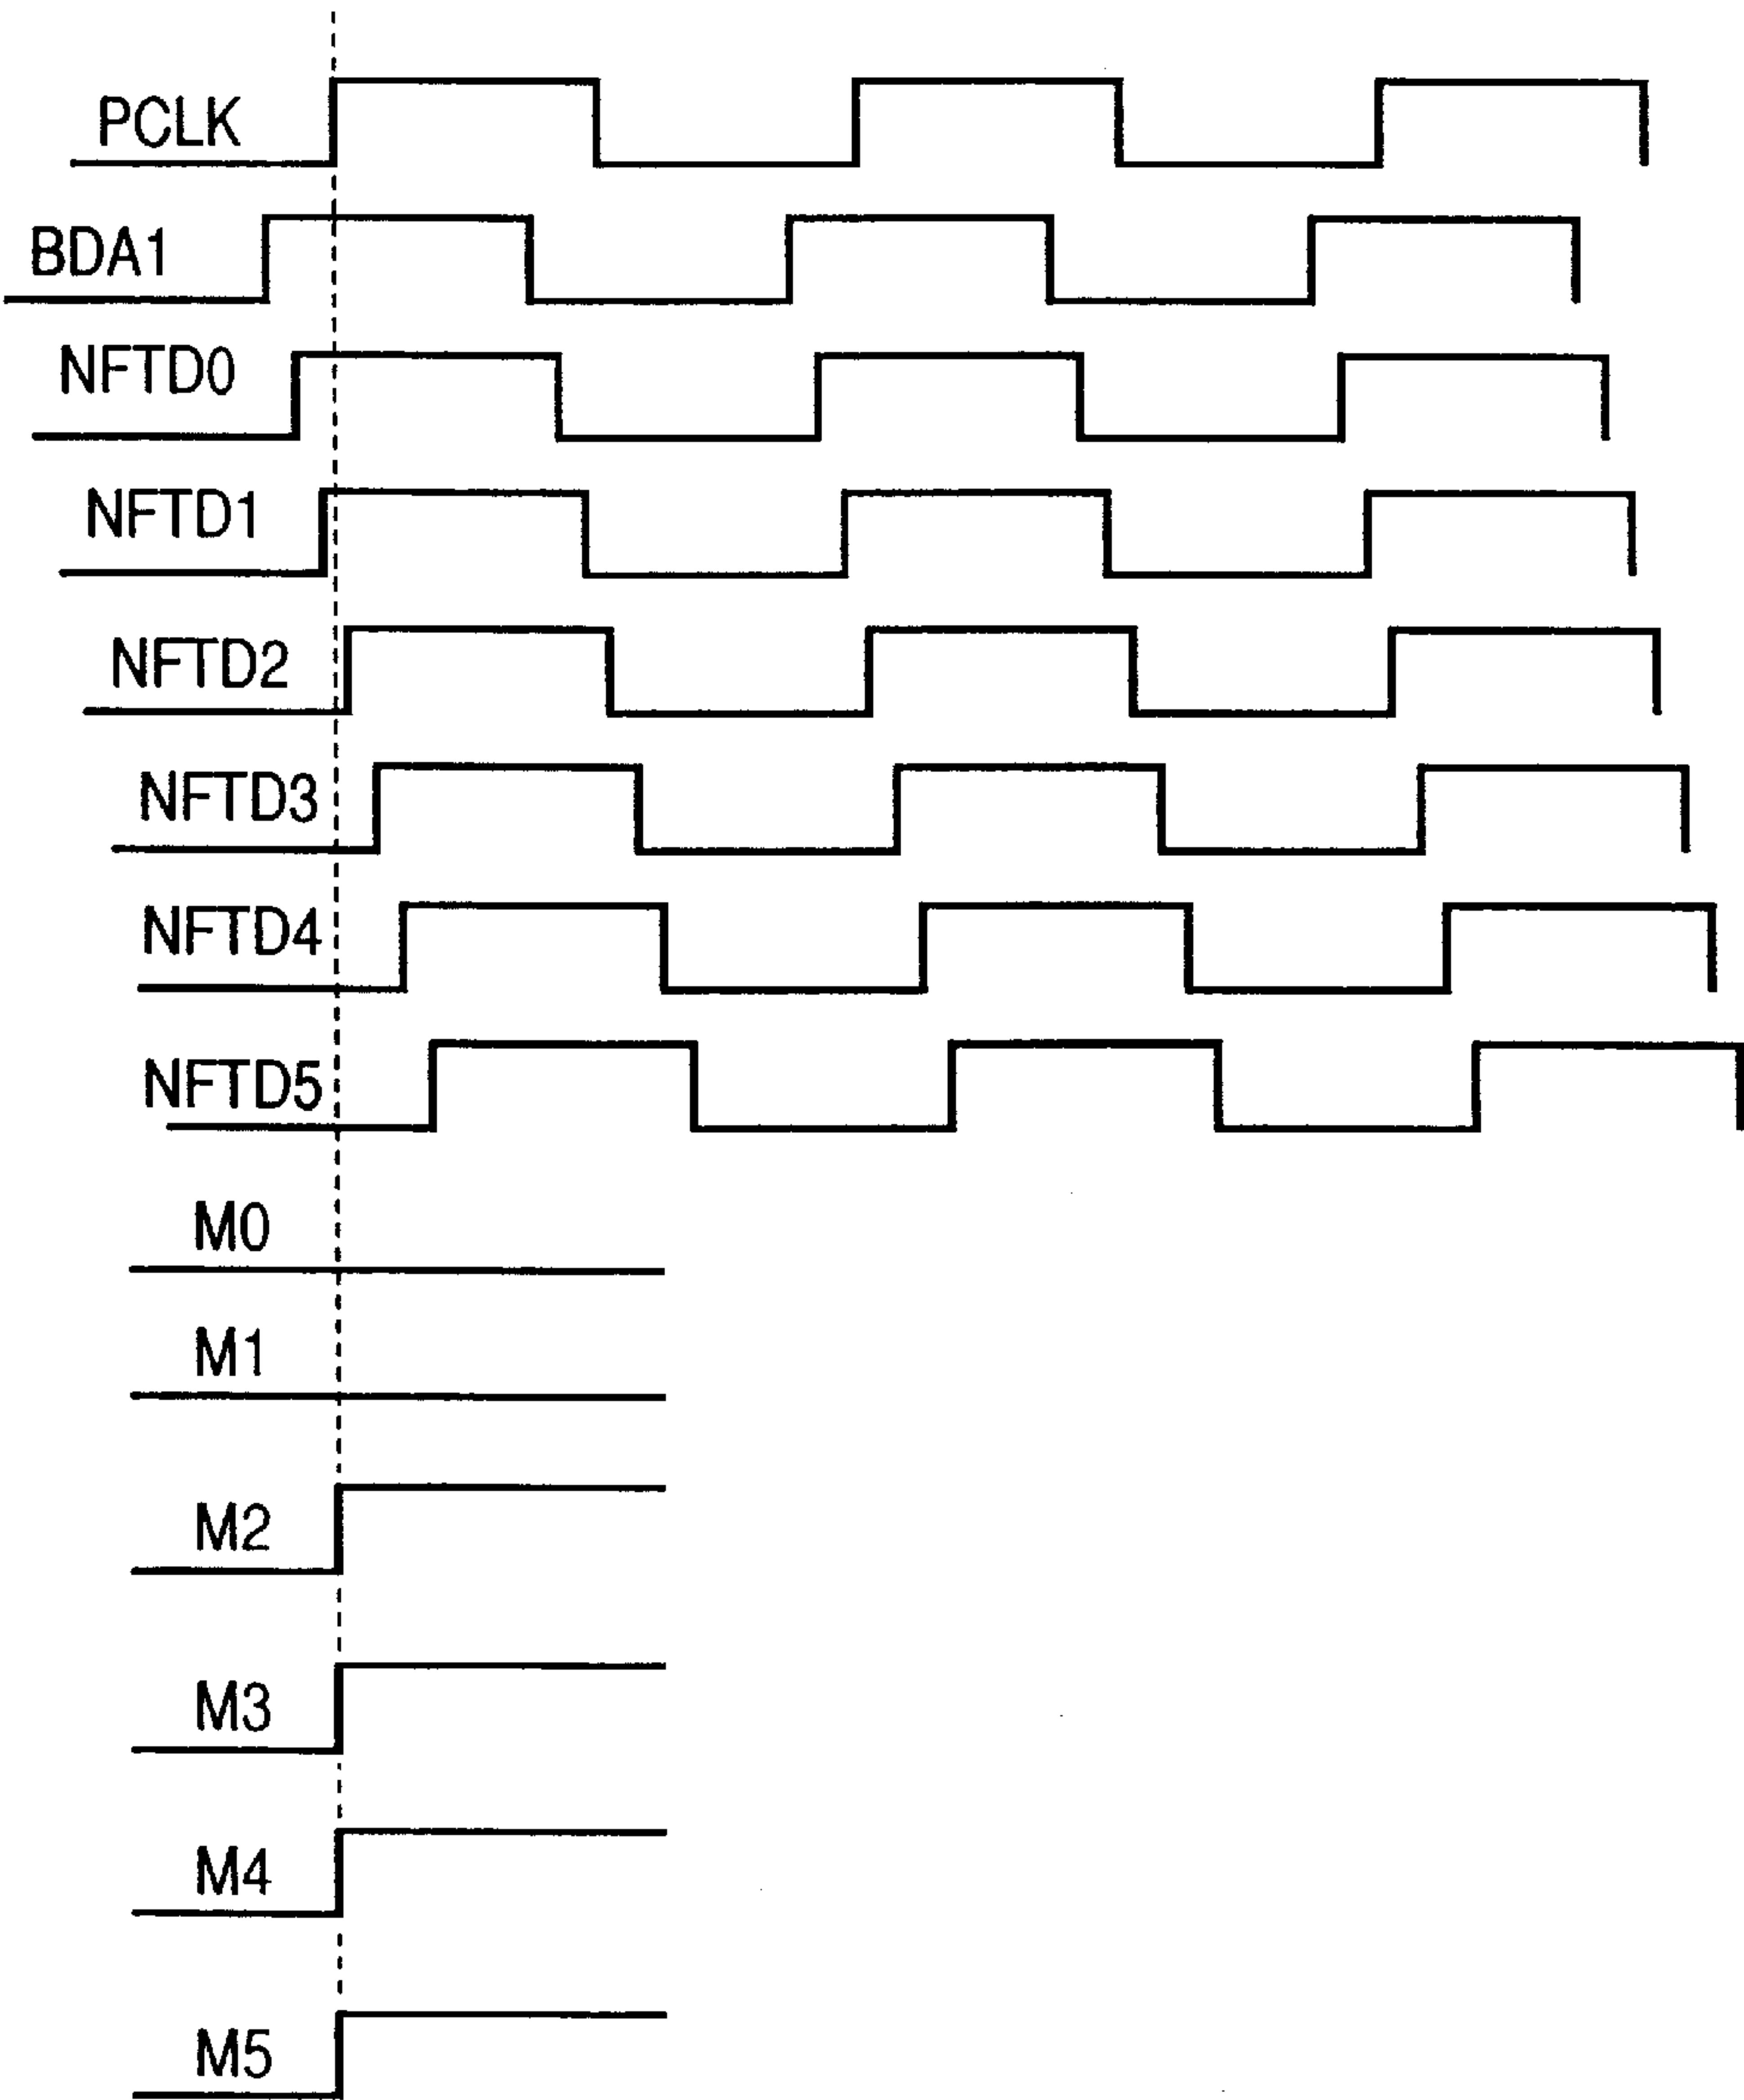 PCLK
BDA1
NFTD0
NFTD1
NFTD2
NFTD3
NFTD4
NFTD5
M0
M1
M2
M3
M4
M5